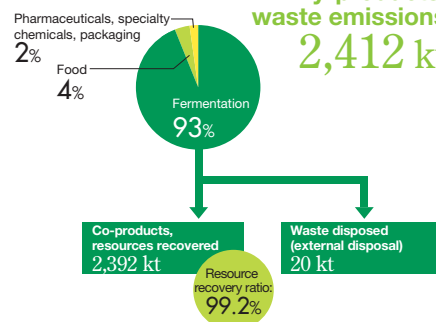 waste emissions
2,412 k
Pharmaceuticals, specialty
chemicals, packaging
2%
Food
4%
Fermentation
93%
Co-products,
resources recovered
2,392 kt
Waste disposed
(external disposal)
20 kt
Resource
recovery ratio:
99.2%